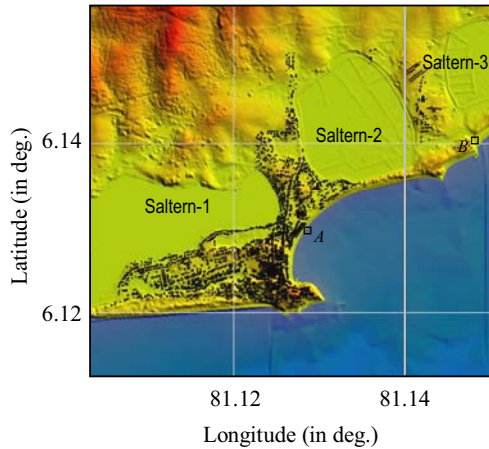 Saltern-3
Saltern-2
6.14
B
Saltern-1
A
6.12
81.12
81.14
Latitude (in deg.)
Longitude (in deg.)